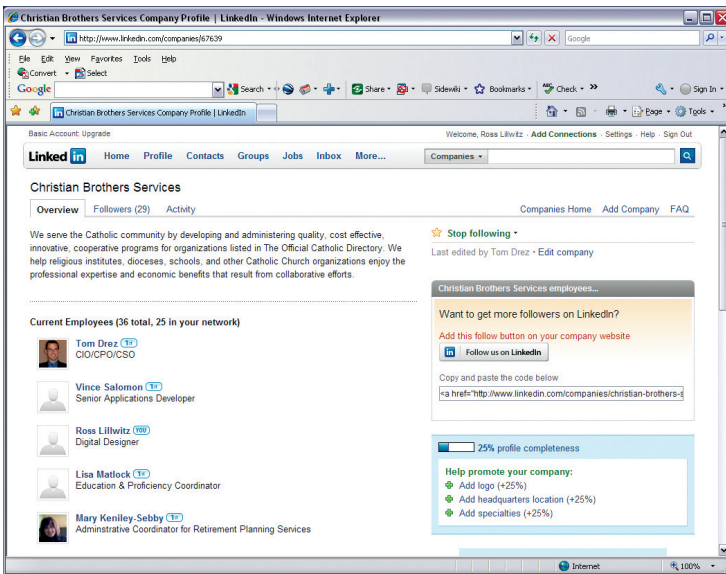 Christian Brothers Services Company Profile | LinkedIn - Windows Internet Explorer
http://www.linkedin.com/companies/67639
Google
File Edit View Favorites Tools Help
Convert Select
Google Search Share Sidewiki Bookmarks Check Sign In
Christian Brothers Services Company Profile | LinkedIn Page Tools
Basic Account: Upgrade Welcome, Ross Lillwitz · Add Connections · Settings · Help · Sign Out
Linked in Home Profile Contacts Groups Jobs Inbox More... Companies
Christian Brothers Services
Overview Followers (29) Activity Companies Home Add Company FAQ
We serve the Catholic community by developing and administering quality, cost effective,
innovative, cooperative programs for organizations listed in The Official Catholic Directory. We
help religious institutes, dioceses, schools, and other Catholic Church organizations enjoy the
professional expertise and economic benefits that result from collaborative efforts.
Stop following
Last edited by Tom Drez • Edit company
Christian Brothers Services employees...
Want to get more followers on LinkedIn?
Add this follow button on your company website
in Follow us on LinkedIn
Copy and paste the code below
<a href="http://www.linkedin.com/companies/christian-brothers-s
Current Employees (36 total, 25 in your network)
Tom Drez 1st
CIO/CPO/CSO
Vince Salomon 1st
Senior Applications Developer
Ross Lillwitz YOU
Digital Designer
Lisa Matlock 1st
Education & Proficiency Coordinator
Mary Keniley-Sebby 1st
Adminstrative Coordinator for Retirement Planning Services
25% profile completeness
Help promote your company:
Add logo (+25%)
Add headquarters location (+25%)
Add specialties (+25%)
Internet 100%